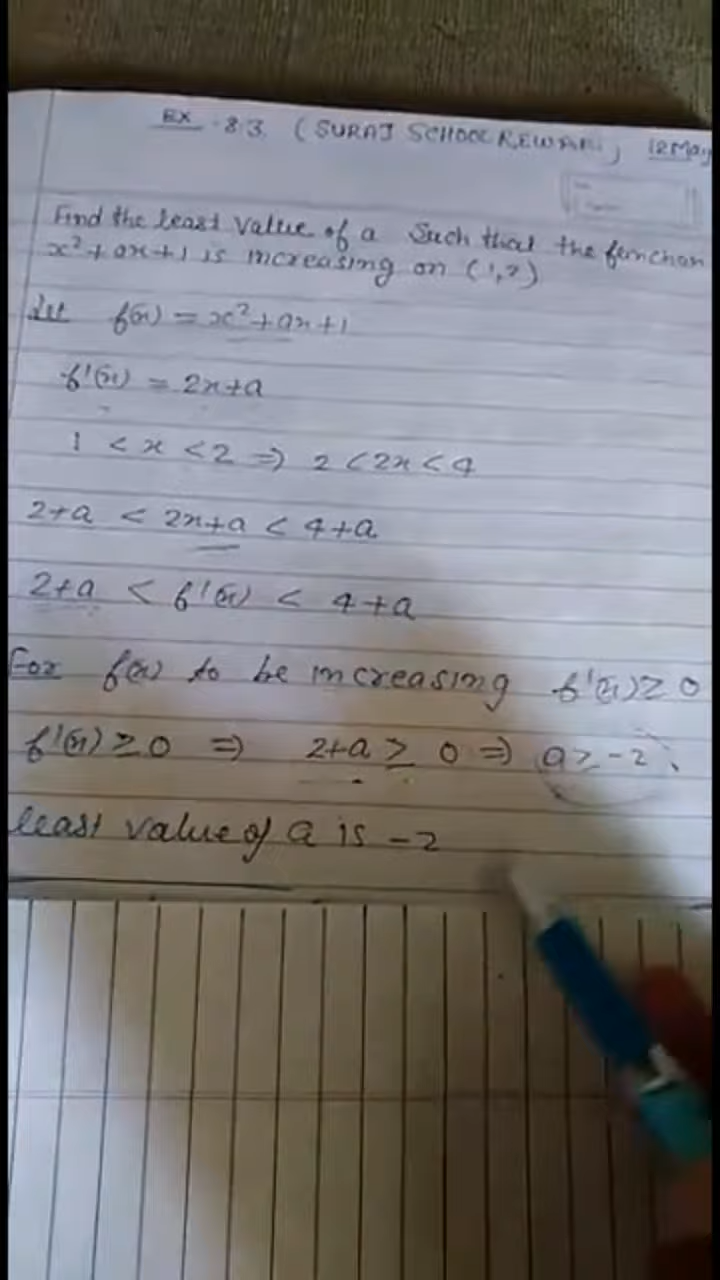 EX - 8.3. (SURAJ SCHOOL REWARI, 12 May
Find the least value of a Such that the function
x² + ax + 1 is increasing on (1, 2)
Let f(x) = x² + ax + 1
f'(x) = 2x + a
1 < x < 2 ⇒ 2 < 2x < 4
2 + a < 2x + a < 4 + a
2 + a < f'(x) < 4 + a
For f(x) to be increasing f'(x) ≥ 0
f'(x) ≥ 0 ⇒ 2 + a ≥ 0 ⇒ a ≥ -2.
least value of a is -2